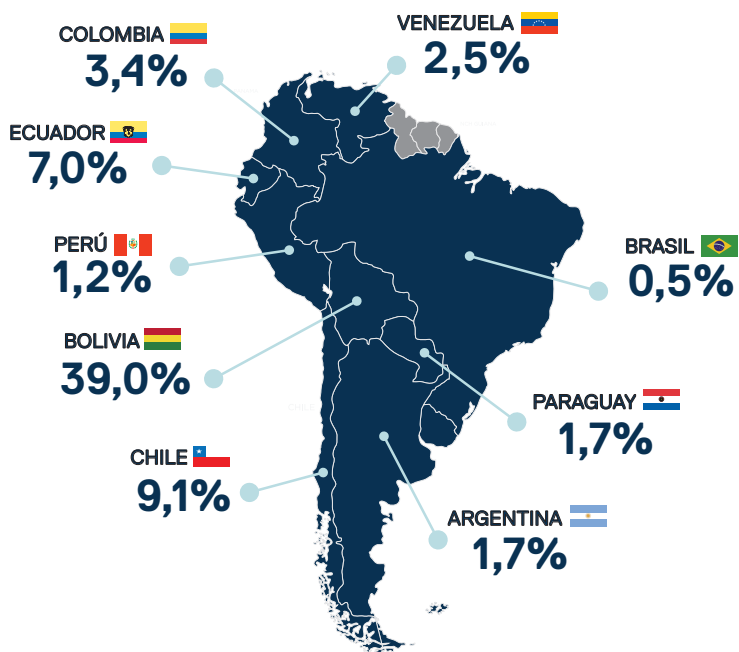 COLOMBIA
3,4%
VENEZUELA
2,5%
ECUADOR
7,0%
PERÚ
1,2%
BRASIL
0,5%
BOLIVIA
39,0%
PARAGUAY
1,7%
CHILE
9,1%
ARGENTINA
1,7%